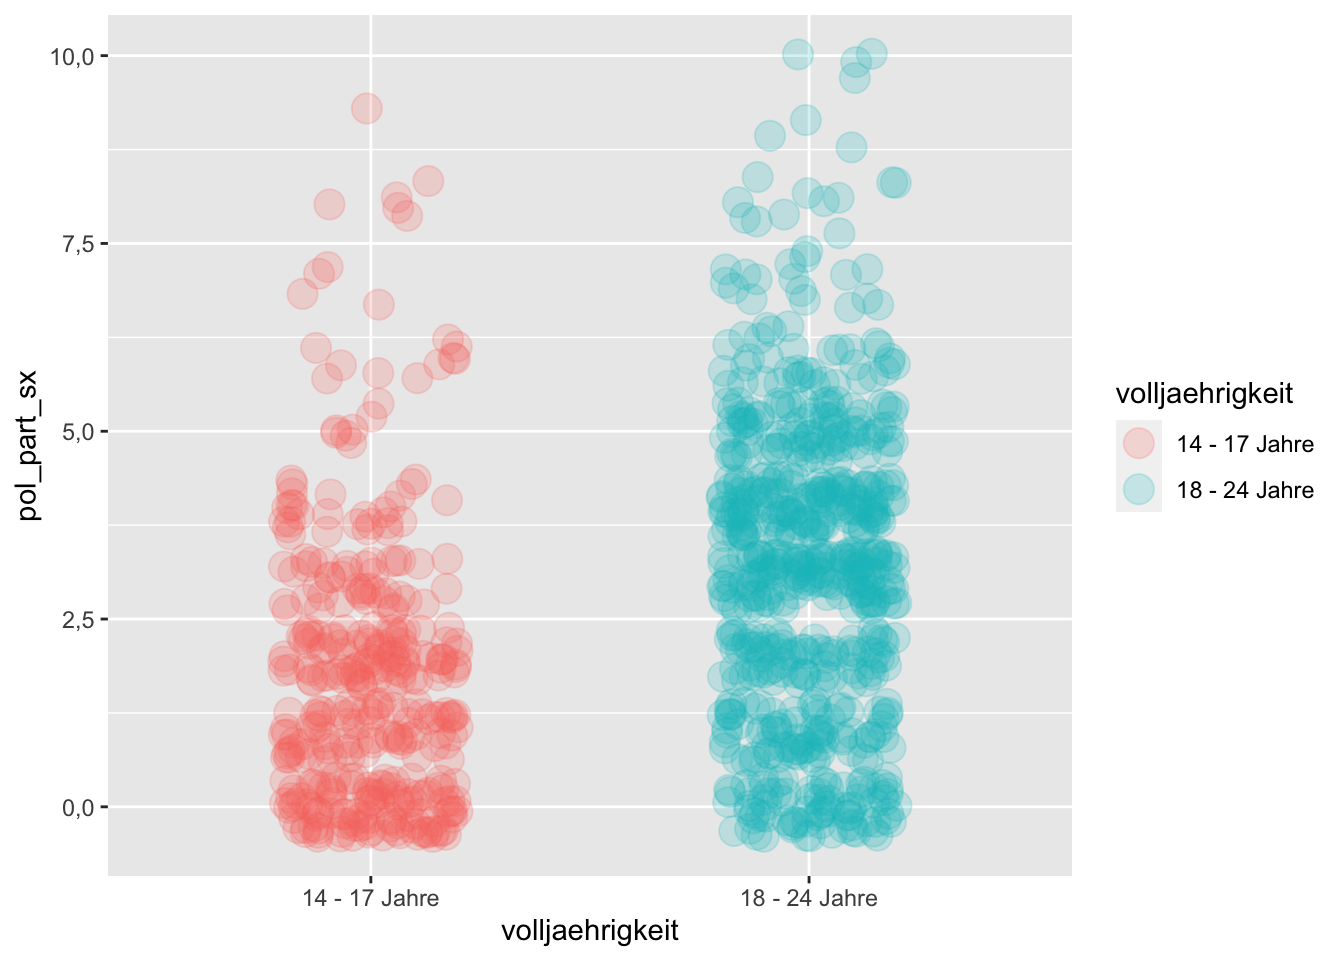 10,0
7,5
5,0
2,5
0,0
pol_part_sx
14 - 17 Jahre
18 - 24 Jahre
volljaehrigkeit
volljaehrigkeit
14 - 17 Jahre
18 - 24 Jahre